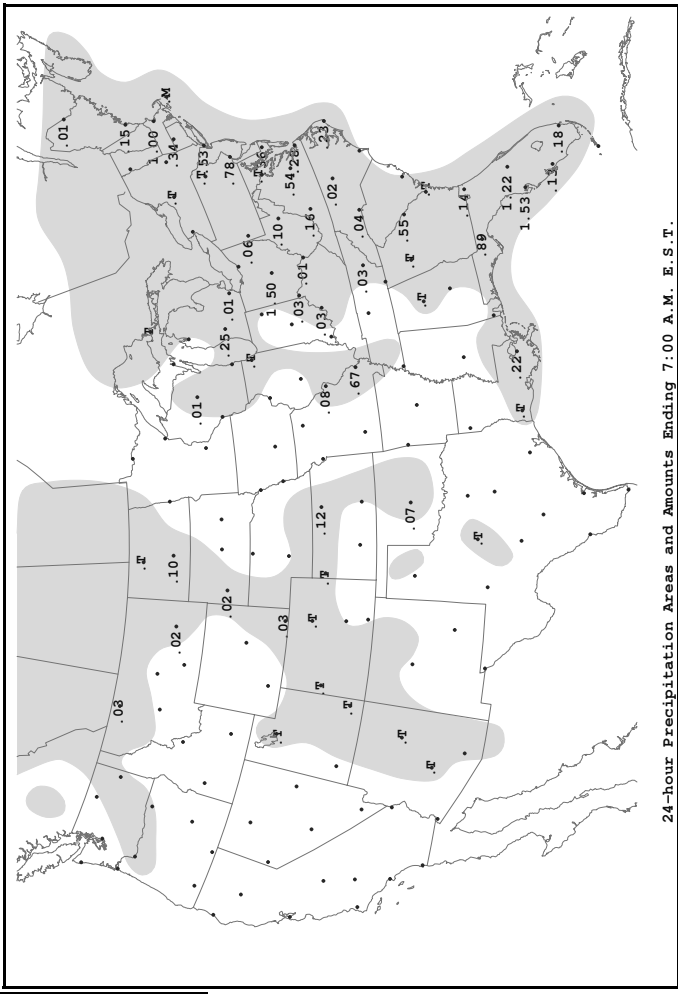 .01
.03
.15
T
T
1.00
M
.10
.34
T
.02
.01
.53
.25
.02
.01
.78
.06
T
1.50
T
.10
.03
.54
.28
.03
.01
.16
T
T
.12
.03
.23
T
.08
.02
T
.67
.04
.03
T
.55
T
.07
T
T
T
.14
T
.89
1.22
.22
T
1.53
.13
.18
24-hour Precipitation Areas and Amounts Ending 7:00 A.M. E.S.T.